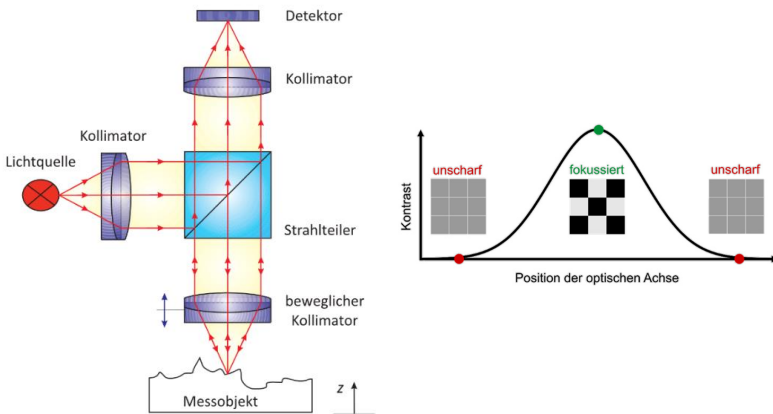 Detektor
Kollimator
Kollimator
Lichtquelle
Strahlteiler
beweglicher
Kollimator
Messobjekt
z
Kontrast
unscharf
fokussiert
unscharf
Position der optischen Achse